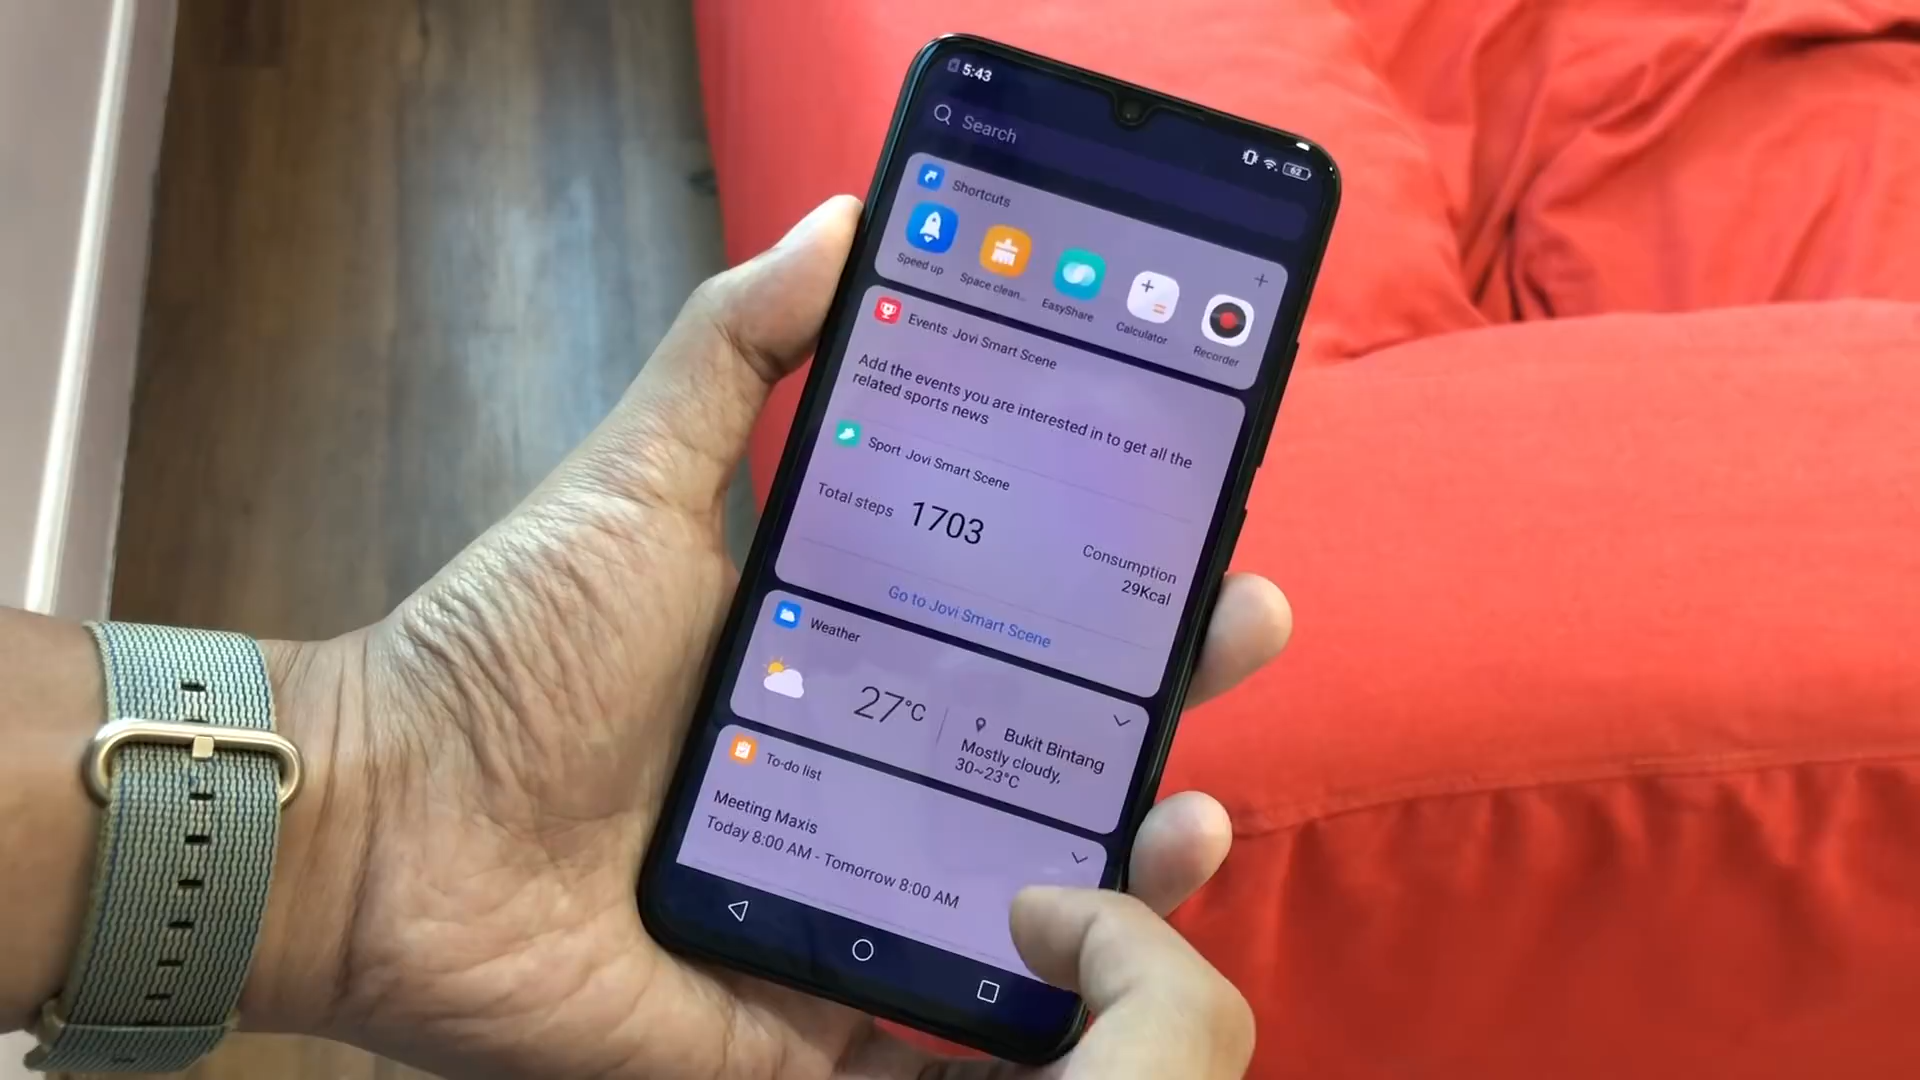 5:43
62
Search
Shortcuts
Speed up
Space clean...
EasyShare
Calculator
Recorder
Events Jovi Smart Scene
Add the events you are interested in to get all the
related sports news
Sport Jovi Smart Scene
Total steps 1703
Consumption
29Kcal
Go to Jovi Smart Scene
Weather
27°C
Bukit Bintang
Mostly cloudy,
30~23°C
To-do list
Meeting Maxis
Today 8:00 AM - Tomorrow 8:00 AM